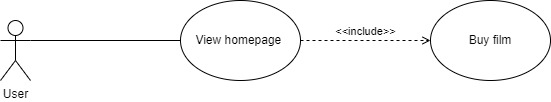 View homepage
<<include>>
Buy film
User